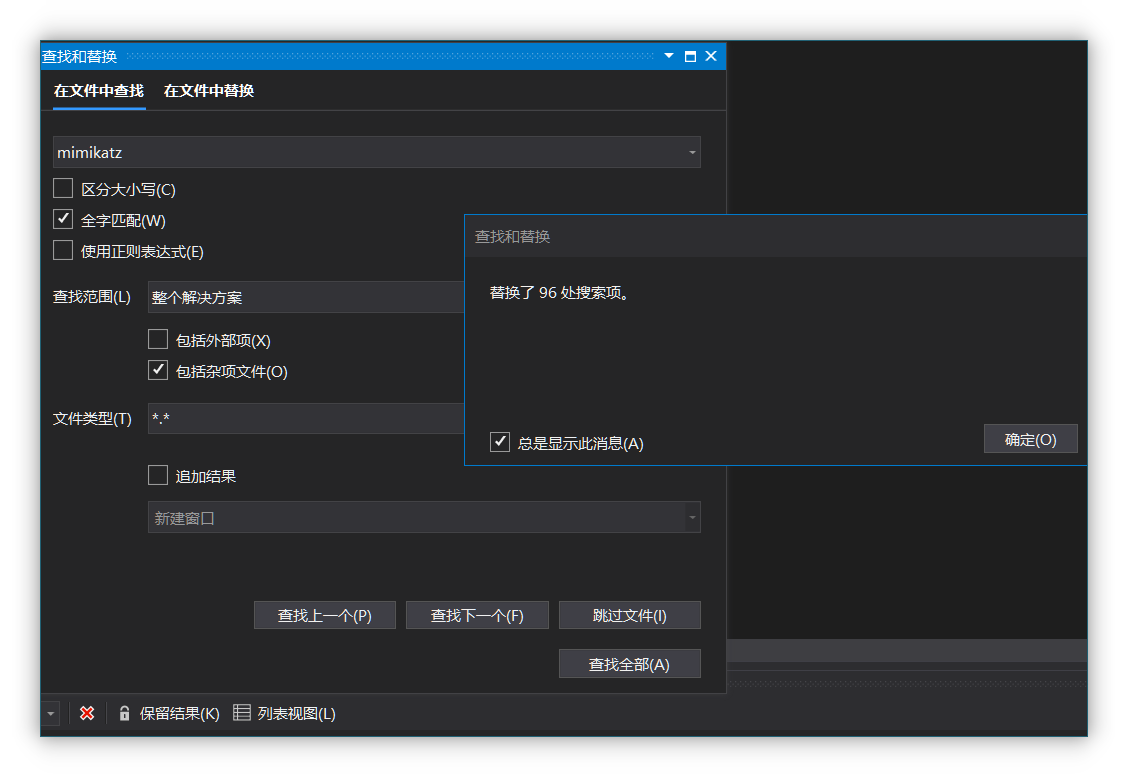 查找和替换
在文件中查找 在文件中替换
mimikatz
区分大小写(C)
全字匹配(W)
使用正则表达式(E)
查找范围(L) 整个解决方案
包括外部项(X)
包括杂项文件(O)
文件类型(T) *.*
追加结果
新建窗口
查找上一个(P) 查找下一个(F) 跳过文件(I)
查找全部(A)
保留结果(K) 列表视图(L)
查找和替换
替换了 96 处搜索项。
总是显示此消息(A)
确定(O)